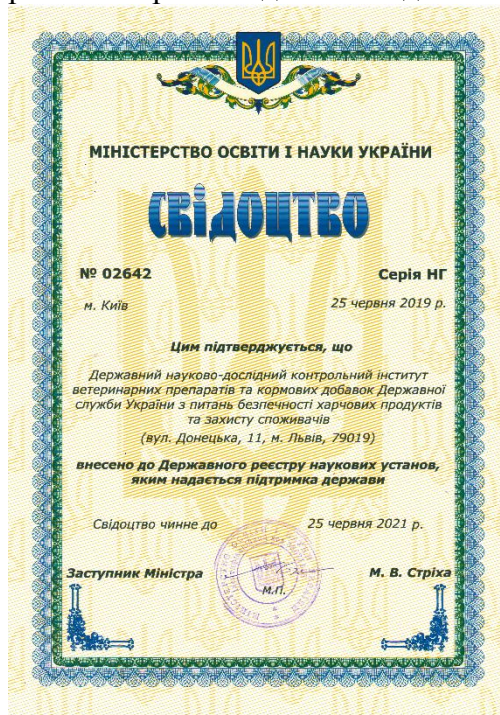 МІНІСТЕРСТВО ОСВІТИ І НАУКИ УКРАЇНИ
СВІДОЦТВО
№ 02642 Серія НГ
м. Київ 25 червня 2019 р.
Цим підтверджується, що
Державний науково-дослідний контрольний інститут
ветеринарних препаратів та кормових добавок Державної
служби України з питань безпечності харчових продуктів
та захисту споживачів
(вул. Донецька, 11, м. Львів, 79019)
внесено до Державного реєстру наукових установ,
яким надається підтримка держави
Свідоцтво чинне до 25 червня 2021 р.
Заступник Міністра М. В. Стріха
М.П.